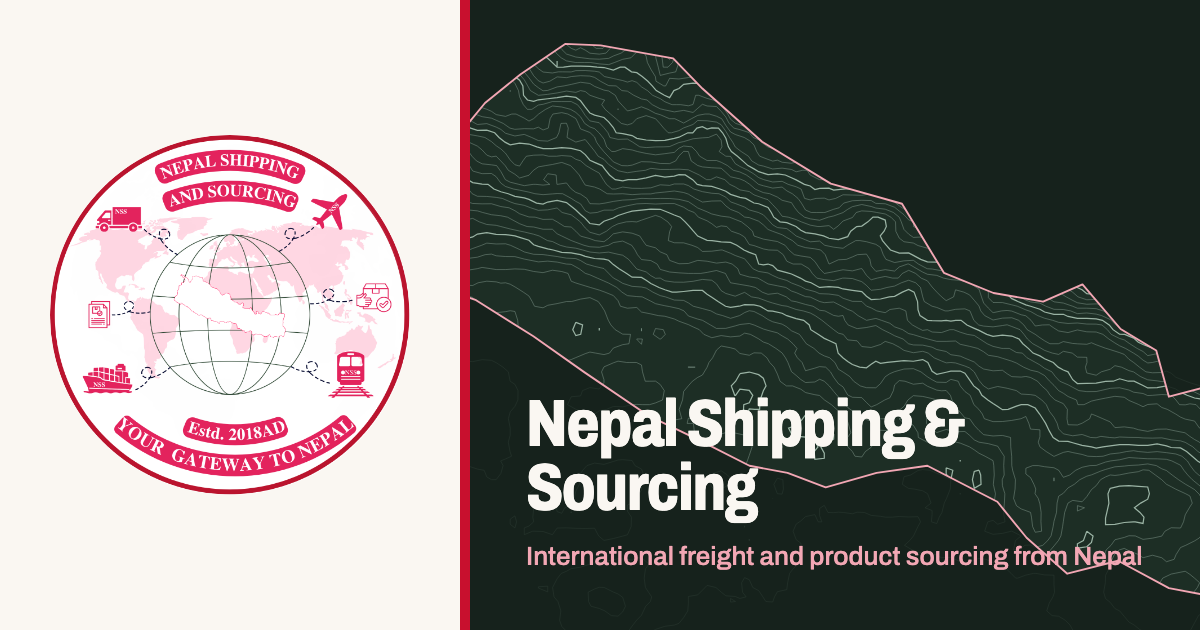 NEPAL SHIPPING
AND SOURCING
NSS
NSS
NSS
NSS
Estd. 2018AD
YOUR GATEWAY TO NEPAL
Nepal Shipping &
Sourcing
International freight and product sourcing from Nepal